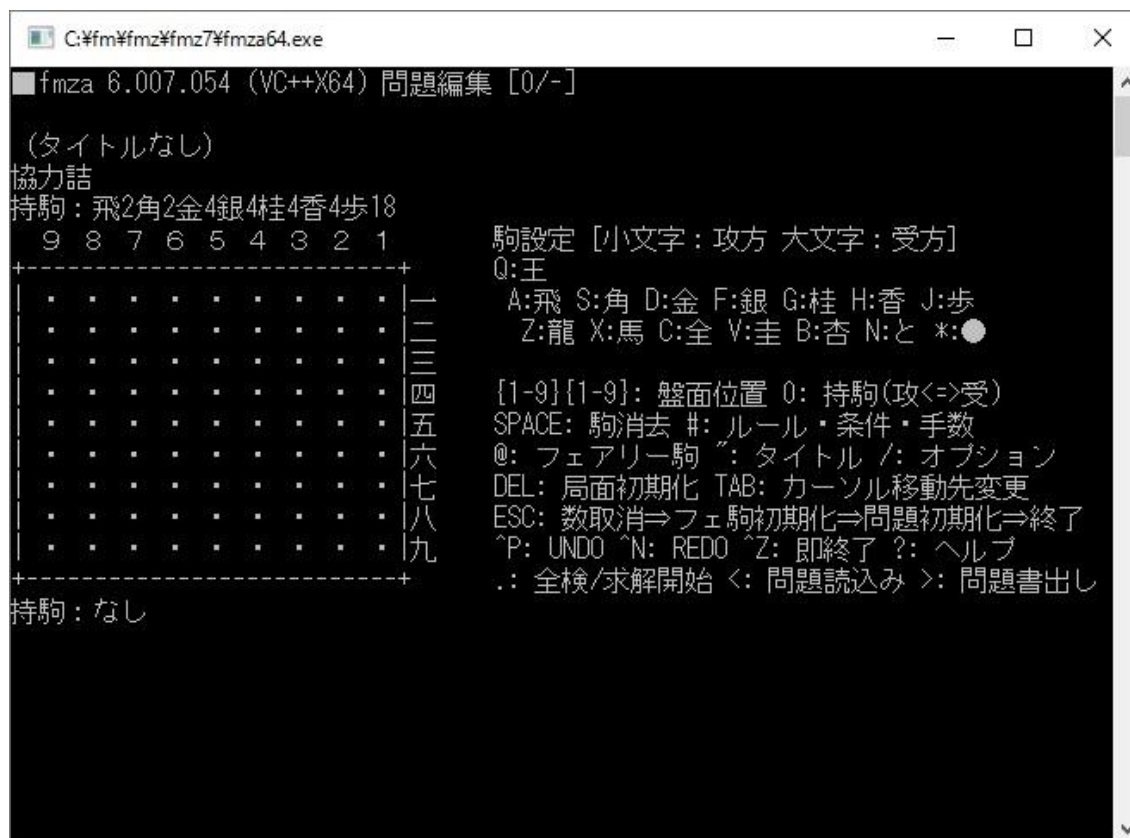 C:¥fm¥fmz¥fmz7¥fmza64.exe
■fmza 6.007.054 (VC++X64) 問題編集 [0/-]
(タイトルなし)
協力詰
持駒:飛2角2金4銀4桂4香4歩18
9 8 7 6 5 4 3 2 1
+---------------------------+
| ・ ・ ・ ・ ・ ・ ・ ・ ・|一
| ・ ・ ・ ・ ・ ・ ・ ・ ・|二
| ・ ・ ・ ・ ・ ・ ・ ・ ・|三
| ・ ・ ・ ・ ・ ・ ・ ・ ・|四
| ・ ・ ・ ・ ・ ・ ・ ・ ・|五
| ・ ・ ・ ・ ・ ・ ・ ・ ・|六
| ・ ・ ・ ・ ・ ・ ・ ・ ・|七
| ・ ・ ・ ・ ・ ・ ・ ・ ・|八
| ・ ・ ・ ・ ・ ・ ・ ・ ・|九
+---------------------------+
持駒:なし
駒設定 [小文字:攻方 大文字:受方]
Q:王
A:飛 S:角 D:金 F:銀 G:桂 H:香 J:歩
Z:龍 X:馬 C:全 V:圭 B:杏 N:と *:●
{1-9}{1-9}: 盤面位置 0: 持駒(攻<=>受)
SPACE: 駒消去 #: ルール・条件・手数
@: フェアリー駒 ": タイトル /: オプション
DEL: 局面初期化 TAB: カーソル移動先変更
ESC: 数取消⇒フェ駒初期化⇒問題初期化⇒終了
^P: UNDO ^N: REDO ^Z: 即終了 ?: ヘルプ
.: 全検/求解開始 <: 問題読込み >: 問題書出し